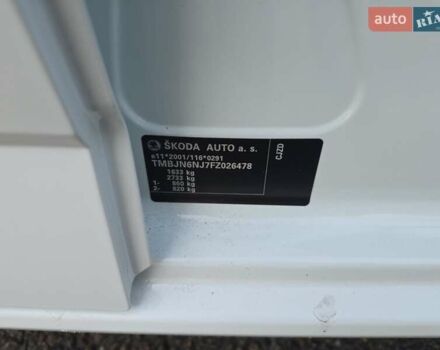 auto RIA
ŠKODA AUTO a. s.
e11*2001/116*0291
TMBJN6NJ7FZ026478
1633 kg
2733 kg
1- 860 kg
2- 820 kg
CJZD